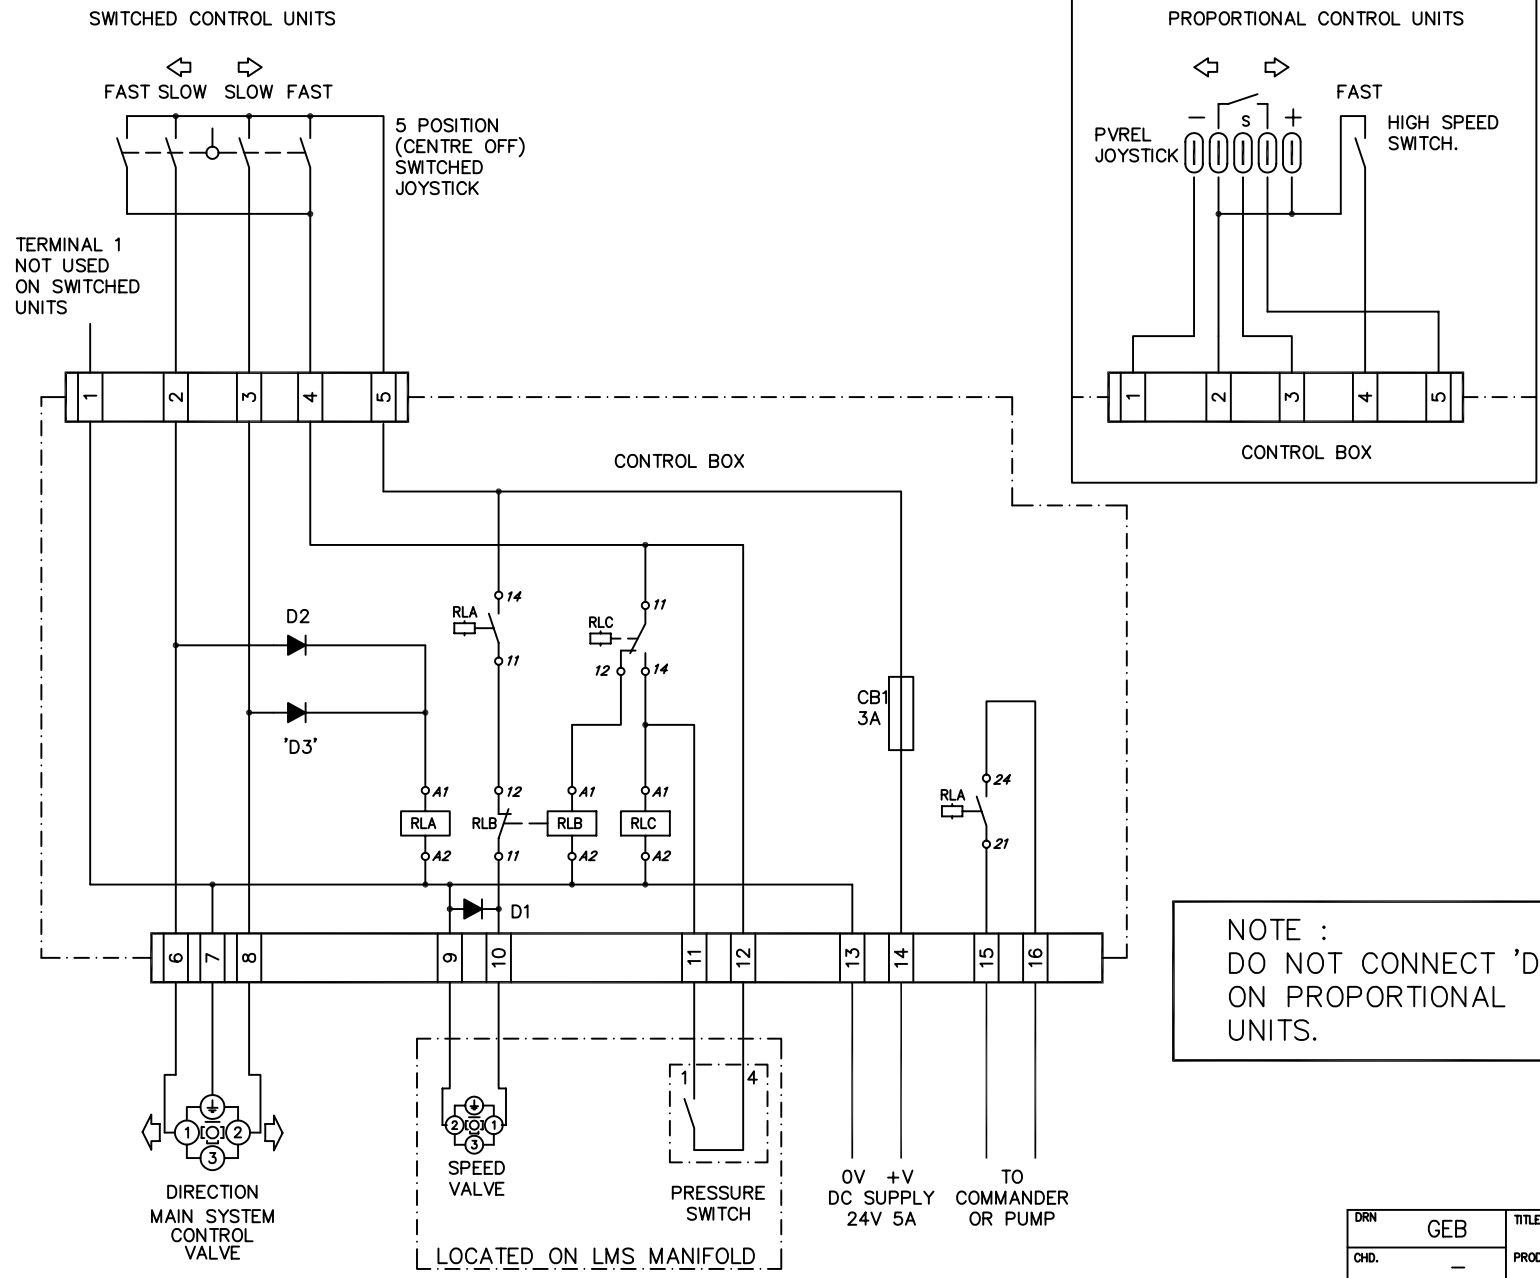 SWITCHED CONTROL UNITS
FAST SLOW SLOW FAST
5 POSITION
(CENTRE OFF)
SWITCHED
JOYSTICK
TERMINAL 1
NOT USED
ON SWITCHED
UNITS
1 2 3 4 5
PROPORTIONAL CONTROL UNITS
FAST
HIGH SPEED
SWITCH.
− s +
PVREL
JOYSTICK
1 2 3 4 5
CONTROL BOX
CONTROL BOX
14
RLA
11
11
RLC
12 14
D2
'D3'
CB1
3A
A1 12 A1 A1
RLA RLB RLB RLC
A2 11 A2 A2
24
RLA
21
D1
6 7 8 9 10 11 12 13 14 15 16
NOTE :
DO NOT CONNECT 'D
ON PROPORTIONAL
UNITS.
1 2
3
DIRECTION
MAIN SYSTEM
CONTROL
VALVE
2 1
3
SPEED
VALVE
1 4
PRESSURE
SWITCH
LOCATED ON LMS MANIFOLD
0V +V
DC SUPPLY
24V 5A
TO
COMMANDER
OR PUMP
DRN GEB TITLE
CHD. − PROD